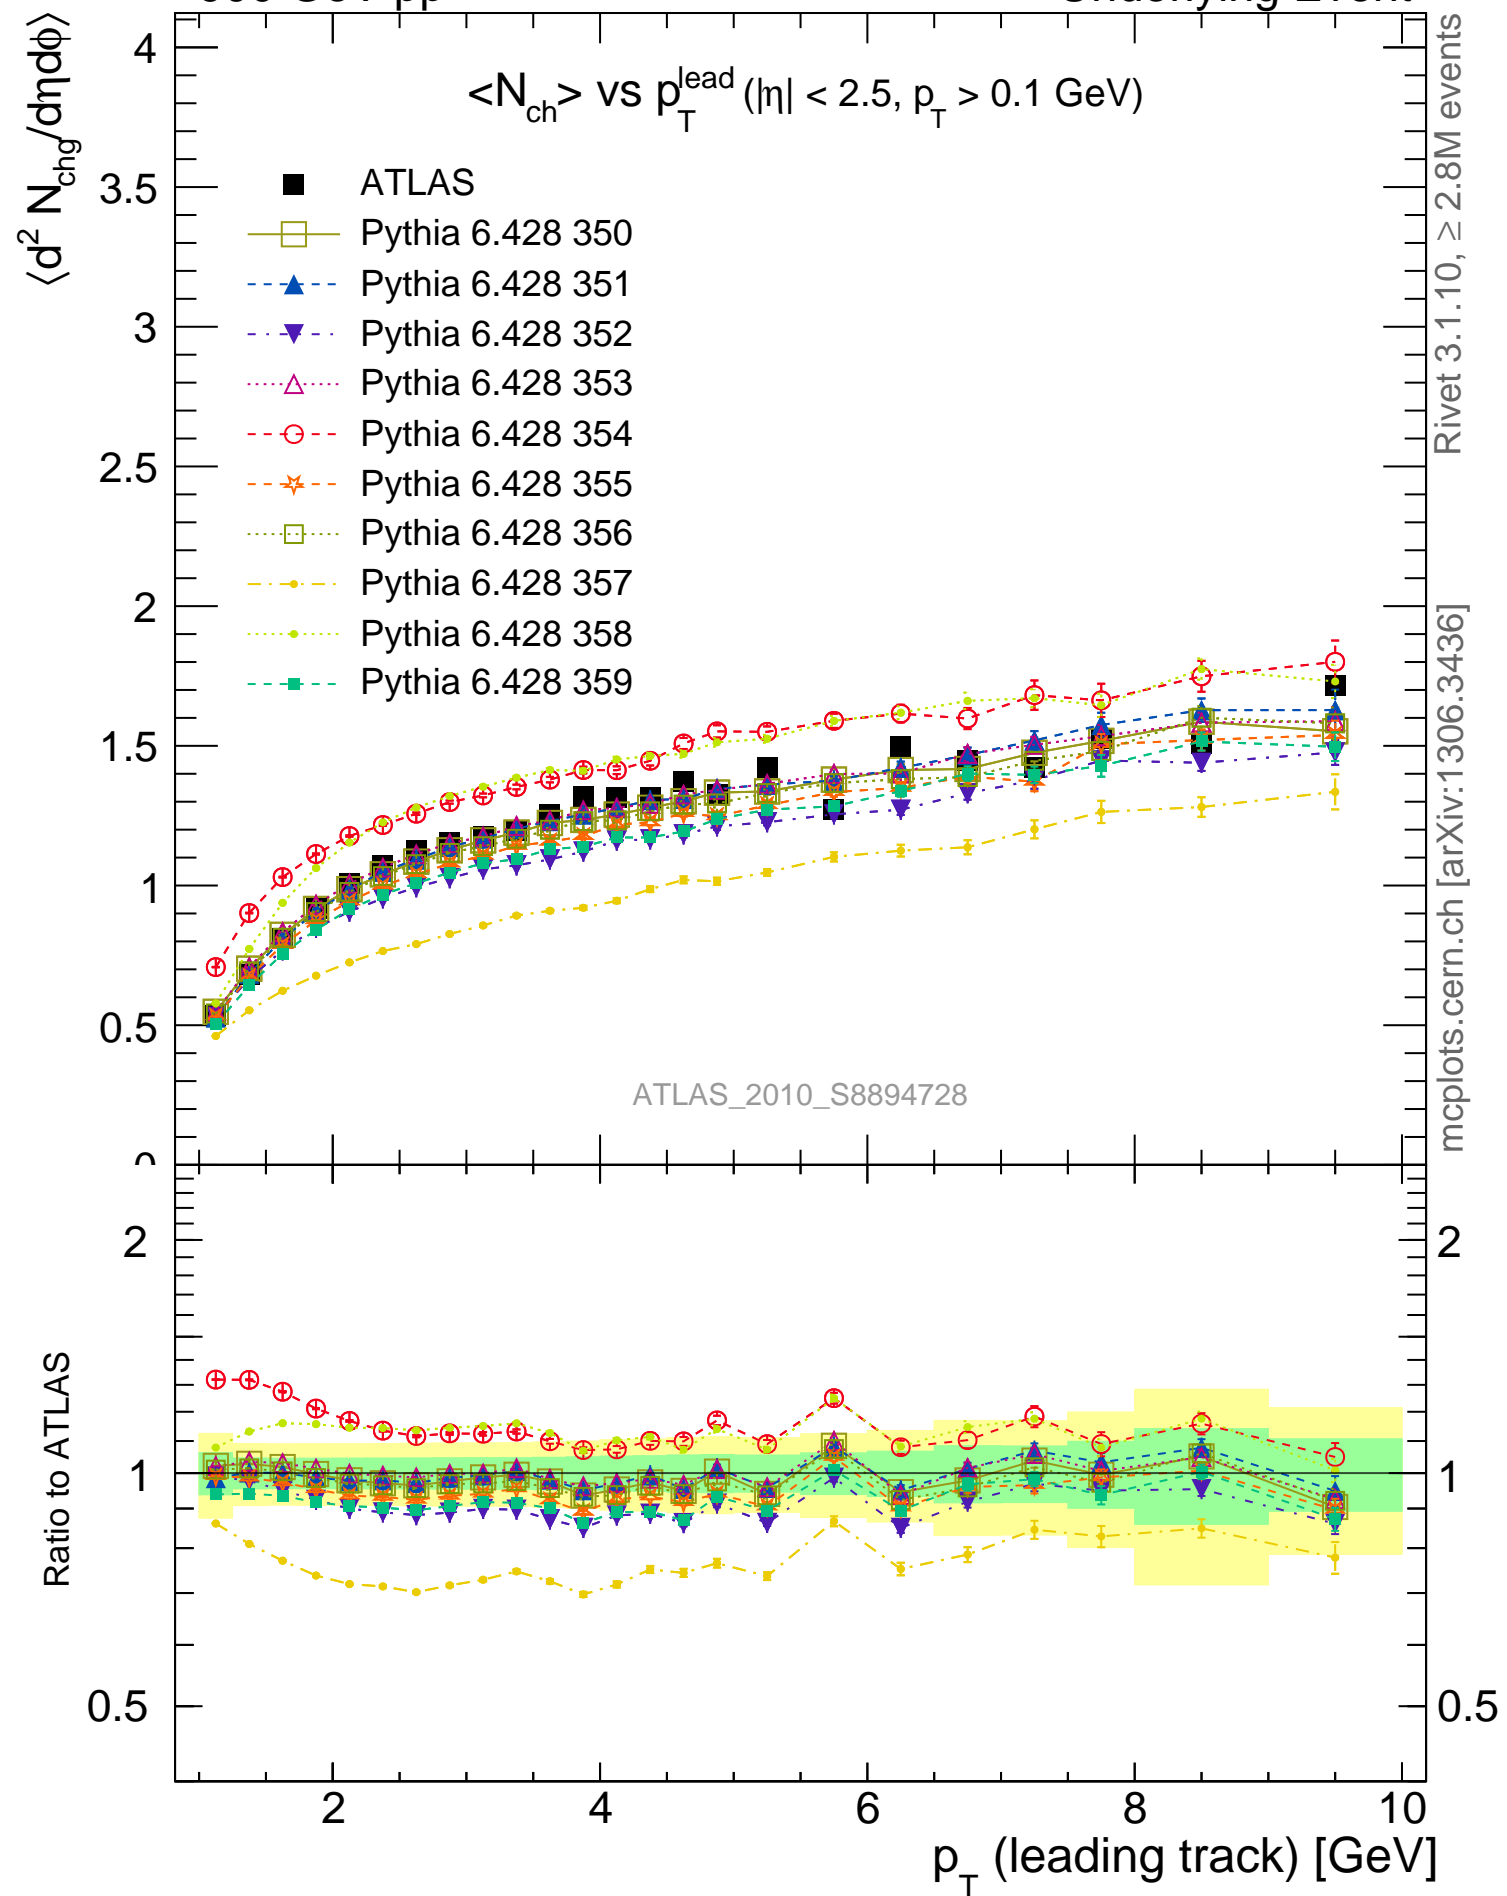 ⟨d² N_chg/dηdϕ⟩
<N_ch> vs p_T^lead (|η| < 2.5, p_T > 0.1 GeV)
ATLAS
Pythia 6.428 350
Pythia 6.428 351
Pythia 6.428 352
Pythia 6.428 353
Pythia 6.428 354
Pythia 6.428 355
Pythia 6.428 356
Pythia 6.428 357
Pythia 6.428 358
Pythia 6.428 359
4
3.5
3
2.5
2
1.5
1
0.5
ATLAS_2010_S8894728
Rivet 3.1.10, ≥ 2.8M events
mcplots.cern.ch [arXiv:1306.3436]
Ratio to ATLAS
2
1
0.5
2
1
0.5
2 4 6 8 10
p_T (leading track) [GeV]